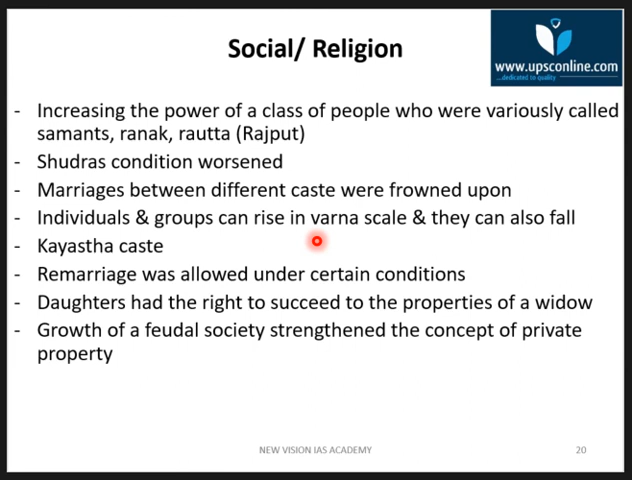 Social/ Religion
www.upsconline.com
...dedicated to quality
- Increasing the power of a class of people who were variously called
samants, ranak, rautta (Rajput)
- Shudras condition worsened
- Marriages between different caste were frowned upon
- Individuals & groups can rise in varna scale & they can also fall
- Kayastha caste
- Remarriage was allowed under certain conditions
- Daughters had the right to succeed to the properties of a widow
- Growth of a feudal society strengthened the concept of private
property
NEW VISION IAS ACADEMY
20